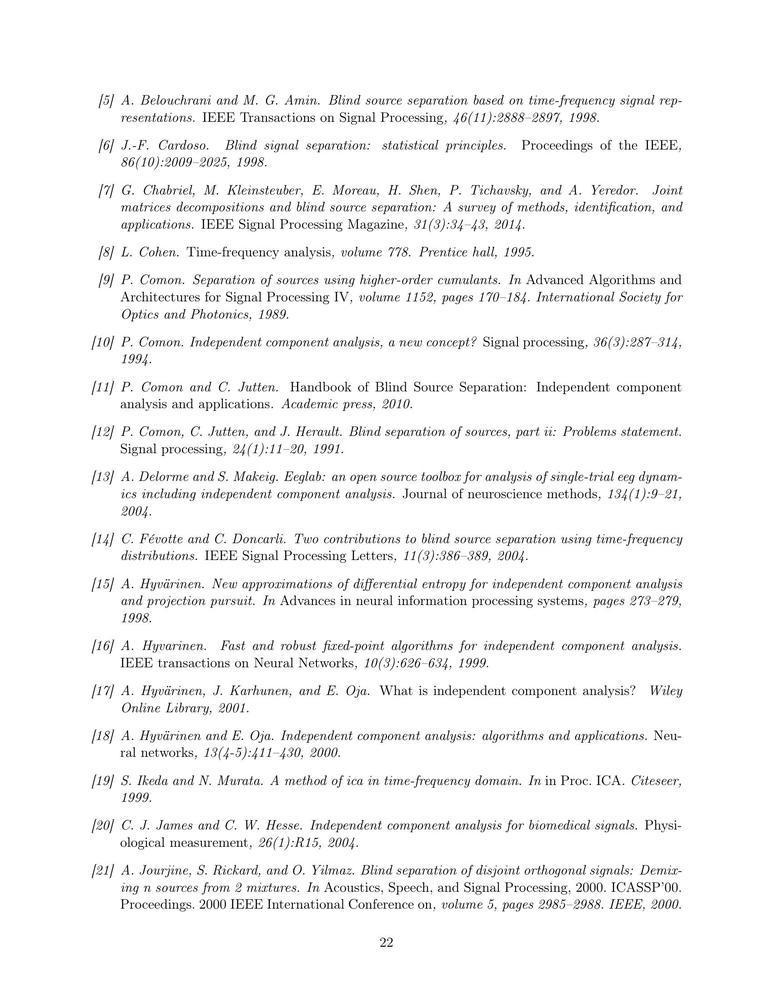 [5] A. Belouchrani and M. G. Amin. Blind source separation based on time-frequency signal rep-
resentations. IEEE Transactions on Signal Processing, 46(11):2888–2897, 1998.
[6] J.-F. Cardoso. Blind signal separation: statistical principles. Proceedings of the IEEE,
86(10):2009–2025, 1998.
[7] G. Chabriel, M. Kleinsteuber, E. Moreau, H. Shen, P. Tichavsky, and A. Yeredor. Joint
matrices decompositions and blind source separation: A survey of methods, identification, and
applications. IEEE Signal Processing Magazine, 31(3):34–43, 2014.
[8] L. Cohen. Time-frequency analysis, volume 778. Prentice hall, 1995.
[9] P. Comon. Separation of sources using higher-order cumulants. In Advanced Algorithms and
Architectures for Signal Processing IV, volume 1152, pages 170–184. International Society for
Optics and Photonics, 1989.
[10] P. Comon. Independent component analysis, a new concept? Signal processing, 36(3):287–314,
1994.
[11] P. Comon and C. Jutten. Handbook of Blind Source Separation: Independent component
analysis and applications. Academic press, 2010.
[12] P. Comon, C. Jutten, and J. Herault. Blind separation of sources, part ii: Problems statement.
Signal processing, 24(1):11–20, 1991.
[13] A. Delorme and S. Makeig. Eeglab: an open source toolbox for analysis of single-trial eeg dynam-
ics including independent component analysis. Journal of neuroscience methods, 134(1):9–21,
2004.
[14] C. Févotte and C. Doncarli. Two contributions to blind source separation using time-frequency
distributions. IEEE Signal Processing Letters, 11(3):386–389, 2004.
[15] A. Hyvärinen. New approximations of differential entropy for independent component analysis
and projection pursuit. In Advances in neural information processing systems, pages 273–279,
1998.
[16] A. Hyvarinen. Fast and robust fixed-point algorithms for independent component analysis.
IEEE transactions on Neural Networks, 10(3):626–634, 1999.
[17] A. Hyvärinen, J. Karhunen, and E. Oja. What is independent component analysis? Wiley
Online Library, 2001.
[18] A. Hyvärinen and E. Oja. Independent component analysis: algorithms and applications. Neu-
ral networks, 13(4-5):411–430, 2000.
[19] S. Ikeda and N. Murata. A method of ica in time-frequency domain. In in Proc. ICA. Citeseer,
1999.
[20] C. J. James and C. W. Hesse. Independent component analysis for biomedical signals. Physi-
ological measurement, 26(1):R15, 2004.
[21] A. Jourjine, S. Rickard, and O. Yilmaz. Blind separation of disjoint orthogonal signals: Demix-
ing n sources from 2 mixtures. In Acoustics, Speech, and Signal Processing, 2000. ICASSP'00.
Proceedings. 2000 IEEE International Conference on, volume 5, pages 2985–2988. IEEE, 2000.
22